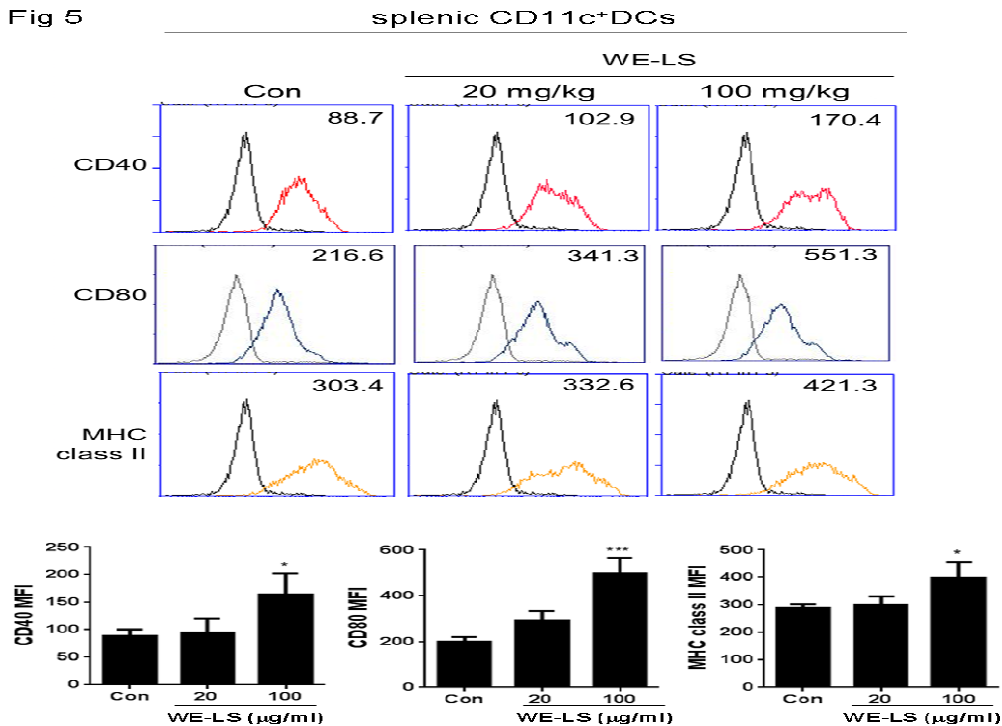 Fig 5
splenic CD11c⁺DCs
WE-LS
Con 20 mg/kg 100 mg/kg
CD40 88.7 102.9 170.4
CD80 216.6 341.3 551.3
MHC class II 303.4 332.6 421.3
CD40 MFI
250
200
150
100
50
0
*
Con 20 100
WE-LS (µg/ml)
CD80 MFI
600
400
200
0
***
Con 20 100
WE-LS (µg/ml)
MHC class II MFI
500
400
300
200
100
0
*
Con 20 100
WE-LS (µg/ml)